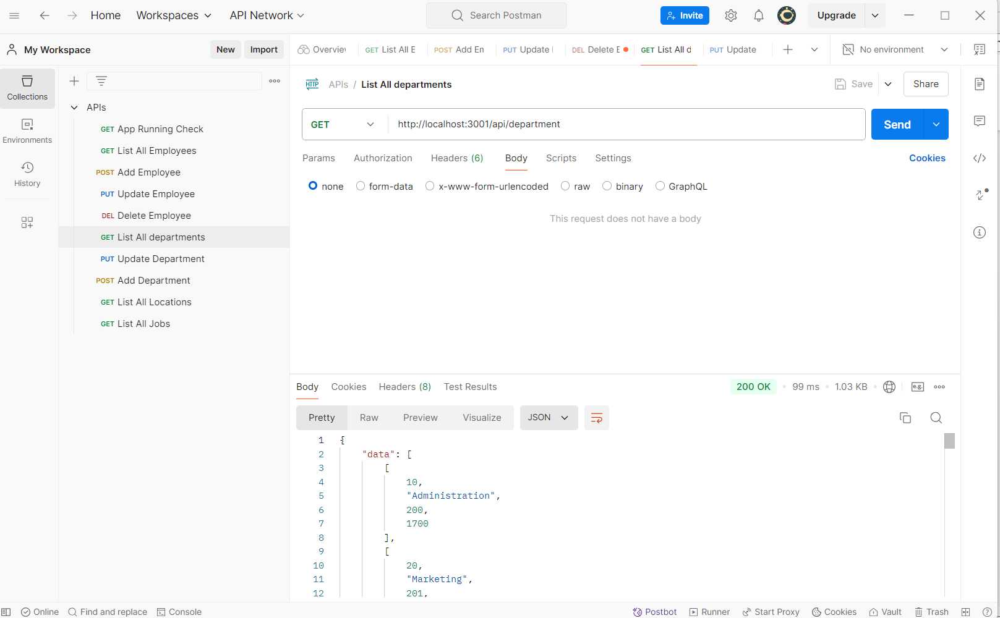 Home Workspaces API Network Search Postman Invite Upgrade
My Workspace New Import Overview GET List All E POST Add En PUT Update DEL Delete E GET List All d PUT Update No environment
Collections
Environments
History
APIs
GET App Running Check
GET List All Employees
POST Add Employee
PUT Update Employee
DEL Delete Employee
GET List All departments
PUT Update Department
POST Add Department
GET List All Locations
GET List All Jobs
HTTP APIs / List All departments Save Share
GET http://localhost:3001/api/department Send
Params Authorization Headers (6) Body Scripts Settings Cookies
none form-data x-www-form-urlencoded raw binary GraphQL
This request does not have a body
Body Cookies Headers (8) Test Results 200 OK 99 ms 1.03 KB e.g.
Pretty Raw Preview Visualize JSON
1 {
2 "data": [
3 [
4 10,
5 "Administration",
6 200,
7 1700
8 ],
9 [
10 20,
11 "Marketing",
12 201,
Online Find and replace Console Postbot Runner Start Proxy Cookies Vault Trash